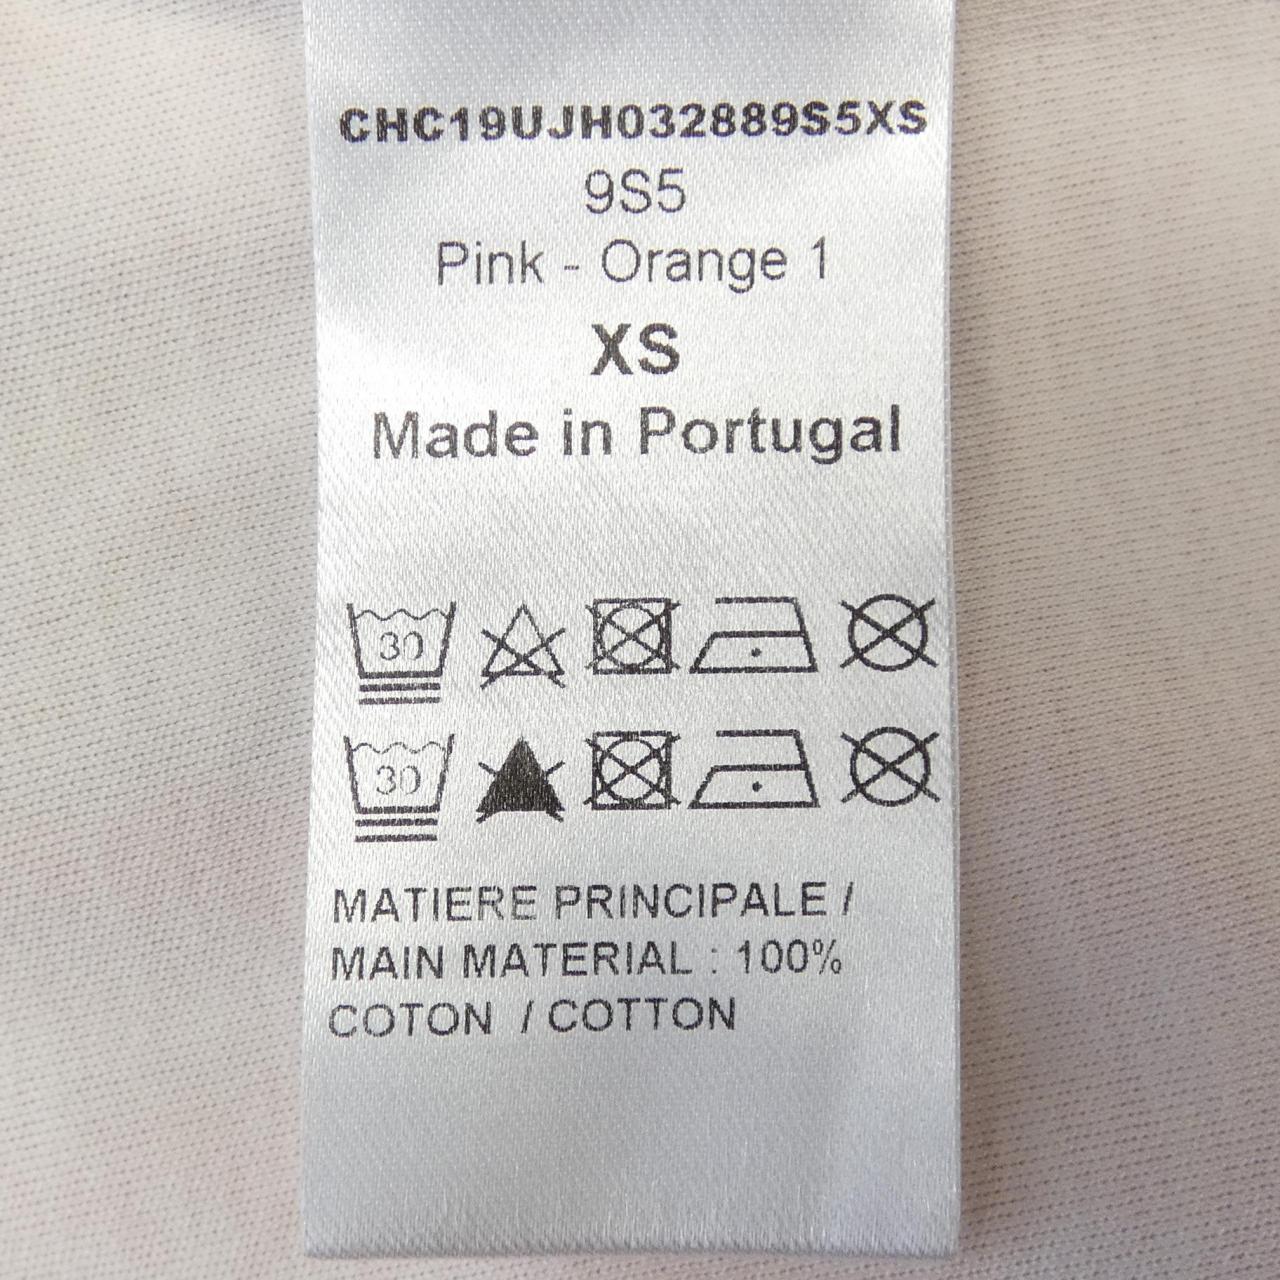 CHC19UJH032889S5XS
9S5
Pink - Orange 1
XS
Made in Portugal
30
30
MATIERE PRINCIPALE /
MAIN MATERIAL : 100%
COTON / COTTON